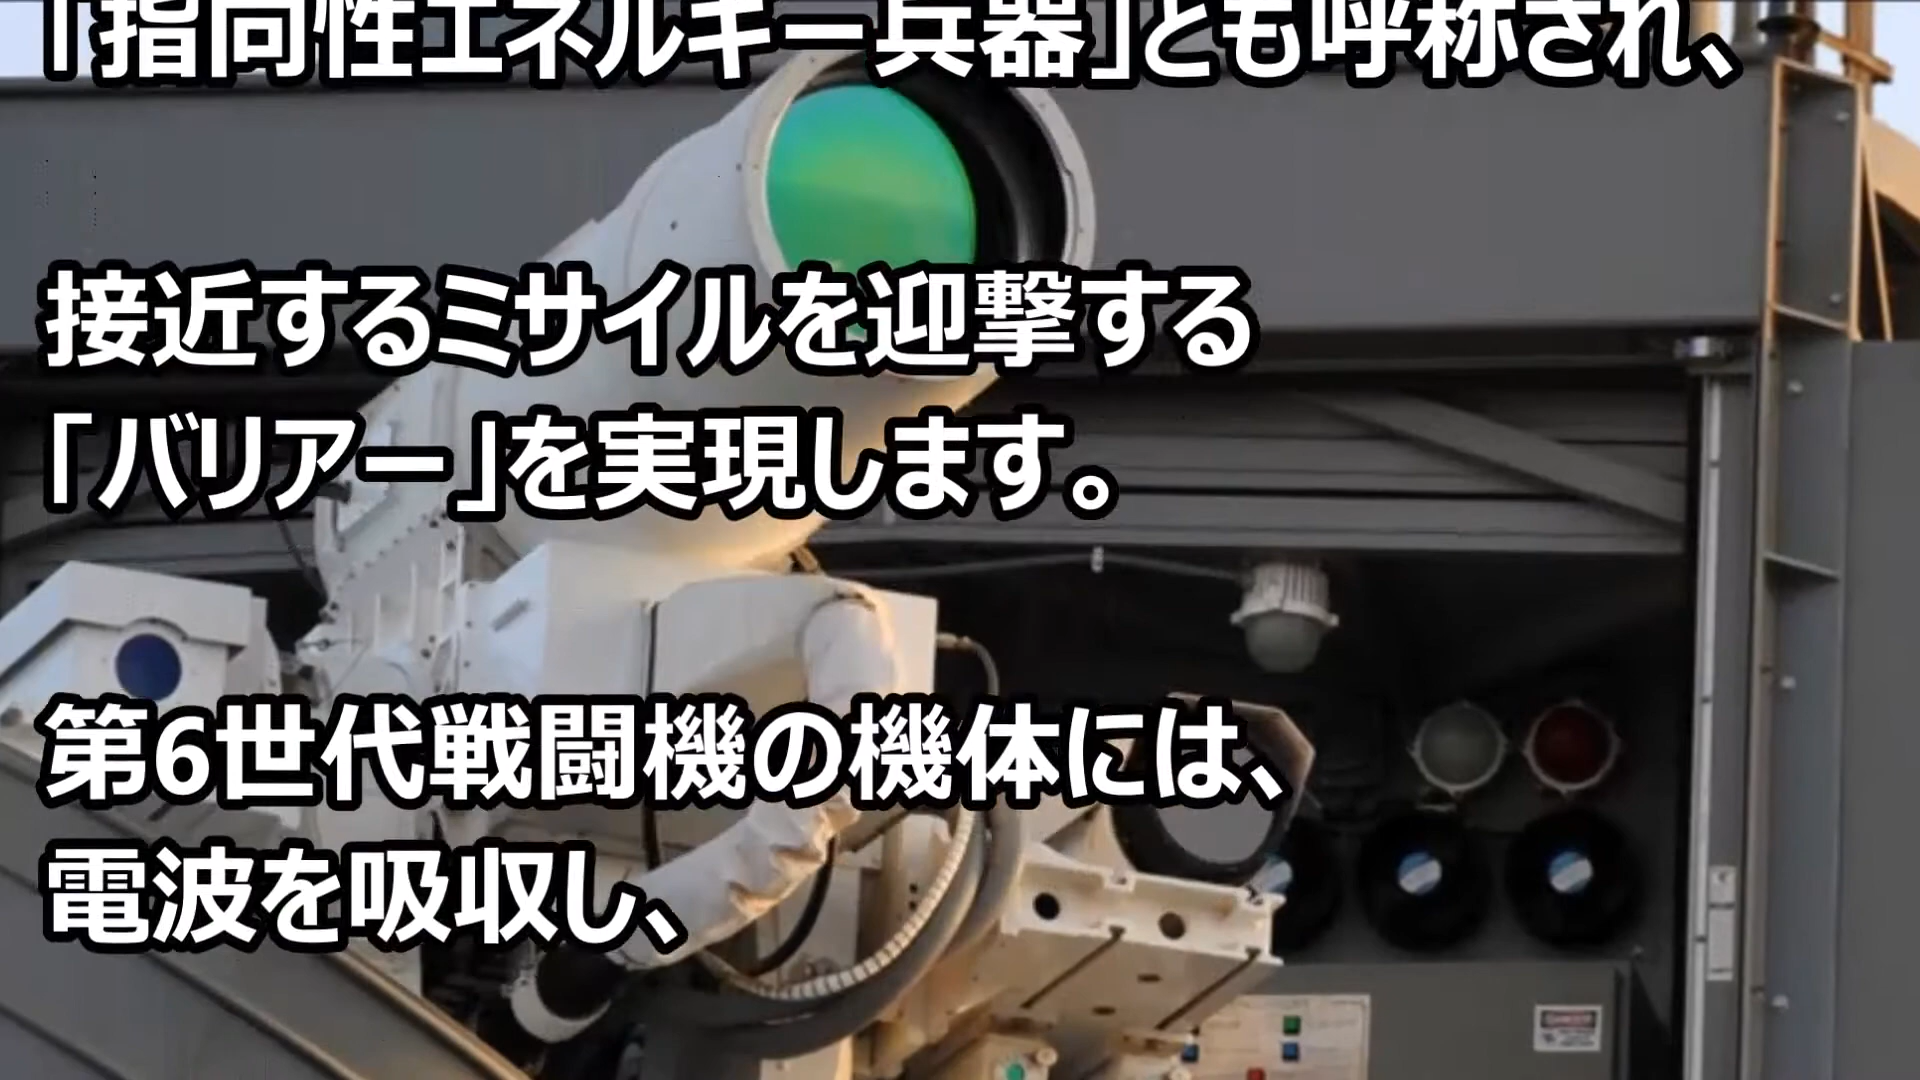 「指向性エネルギー兵器」とも呼称され、
接近するミサイルを迎撃する
「バリアー」を実現します。
第6世代戦闘機の機体には、
電波を吸収し、